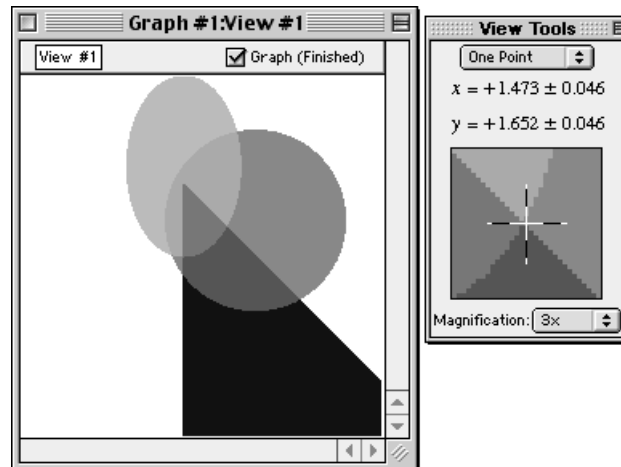 Graph #1:View #1
View #1
Graph (Finished)
View Tools
One Point
x = +1.473 ± 0.046
y = +1.652 ± 0.046
Magnification: 3×